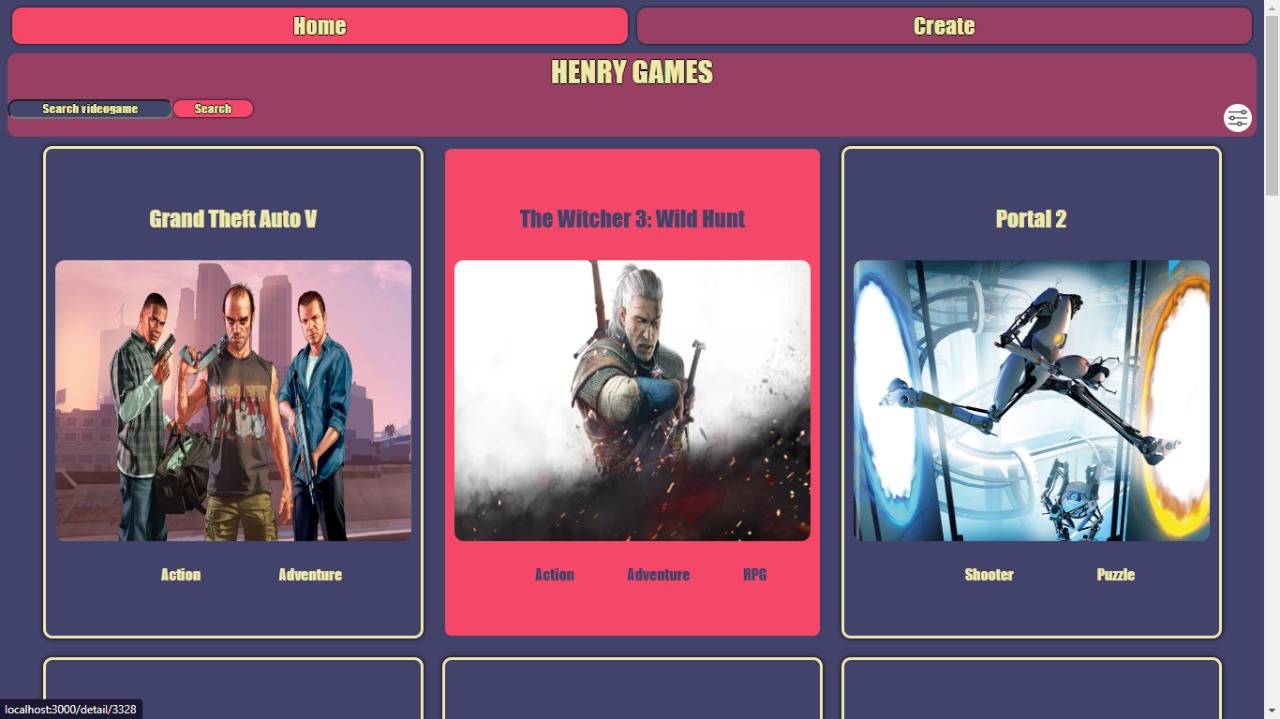 Home
Create
HENRY GAMES
Search videogame
Search
Grand Theft Auto V
The Witcher 3: Wild Hunt
Portal 2
Action
Adventure
Action
Adventure
RPG
Shooter
Puzzle
localhost:3000/detail/3328